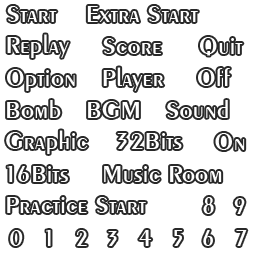 Start Extra Start
Replay Score Quit
Option Player Off
Bomb BGM Sound
Graphic 32Bits On
16Bits Music Room
Practice Start 8 9
0 1 2 3 4 5 6 7